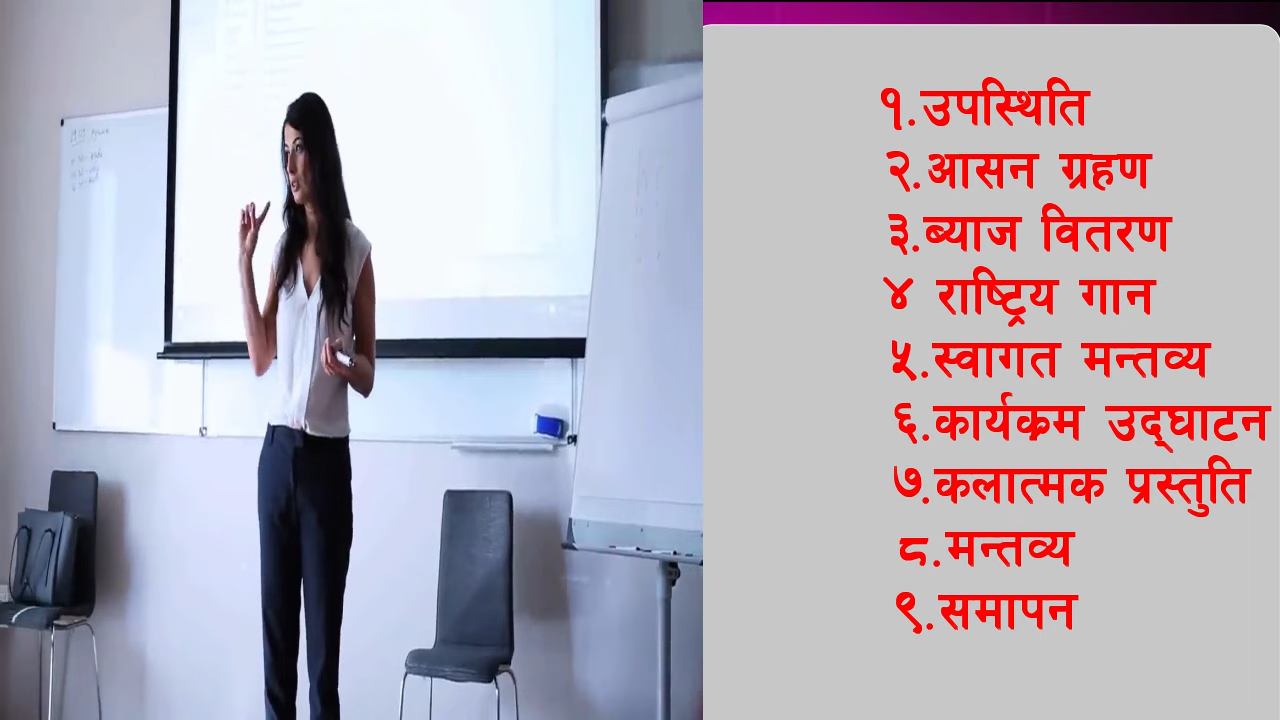 १.उपस्थिति
२.आसन ग्रहण
३.ब्याज वितरण
४ राष्ट्रिय गान
५.स्वागत मन्तव्य
६.कार्यक्रम उद्घाटन
७.कलात्मक प्रस्तुति
८.मन्तव्य
९.समापन